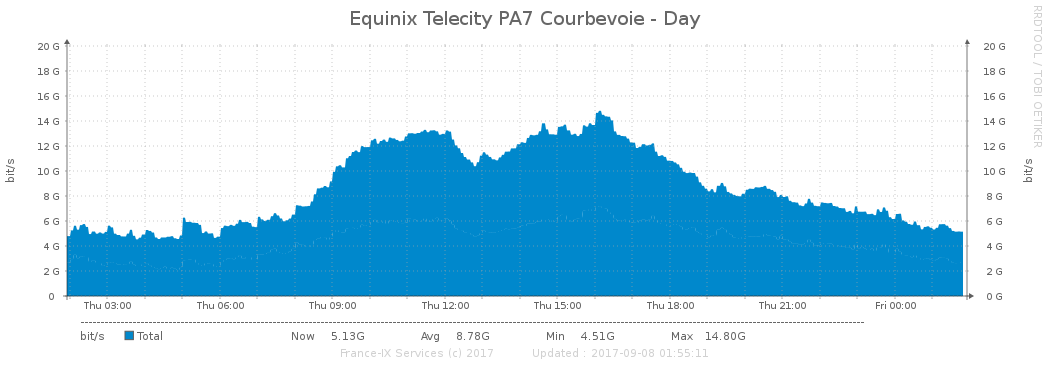 Equinix Telecity PA7 Courbevoie - Day
RRDTOOL / TOBI OETIKER
20 G 20 G
18 G 18 G
16 G 16 G
14 G 14 G
12 G 12 G
10 G 10 G
8 G 8 G
6 G 6 G
4 G 4 G
2 G 2 G
0 0 G
bit/s
bit/s
Thu 03:00 Thu 06:00 Thu 09:00 Thu 12:00 Thu 15:00 Thu 18:00 Thu 21:00 Fri 00:00
bit/s Total Now 5.13G Avg 8.78G Min 4.51G Max 14.80G
France-IX Services (c) 2017 Updated : 2017-09-08 01:55:11